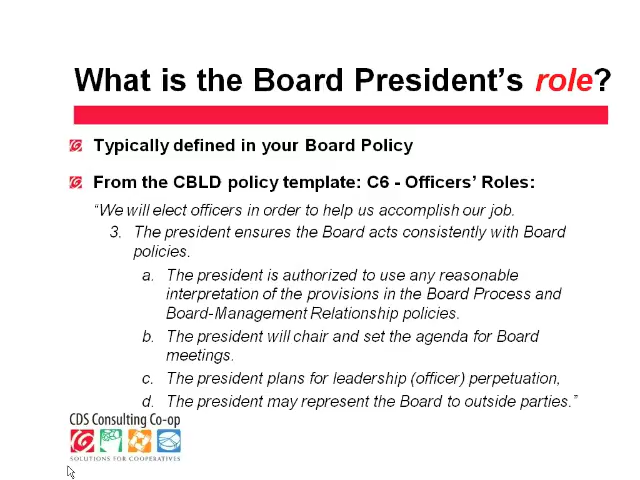 What is the Board President's role?
Typically defined in your Board Policy
From the CBLD policy template: C6 - Officers' Roles:
"We will elect officers in order to help us accomplish our job.
3. The president ensures the Board acts consistently with Board
policies.
a. The president is authorized to use any reasonable
interpretation of the provisions in the Board Process and
Board-Management Relationship policies.
b. The president will chair and set the agenda for Board
meetings.
c. The president plans for leadership (officer) perpetuation,
d. The president may represent the Board to outside parties."
CDS Consulting Co-op
SOLUTIONS FOR COOPERATIVES